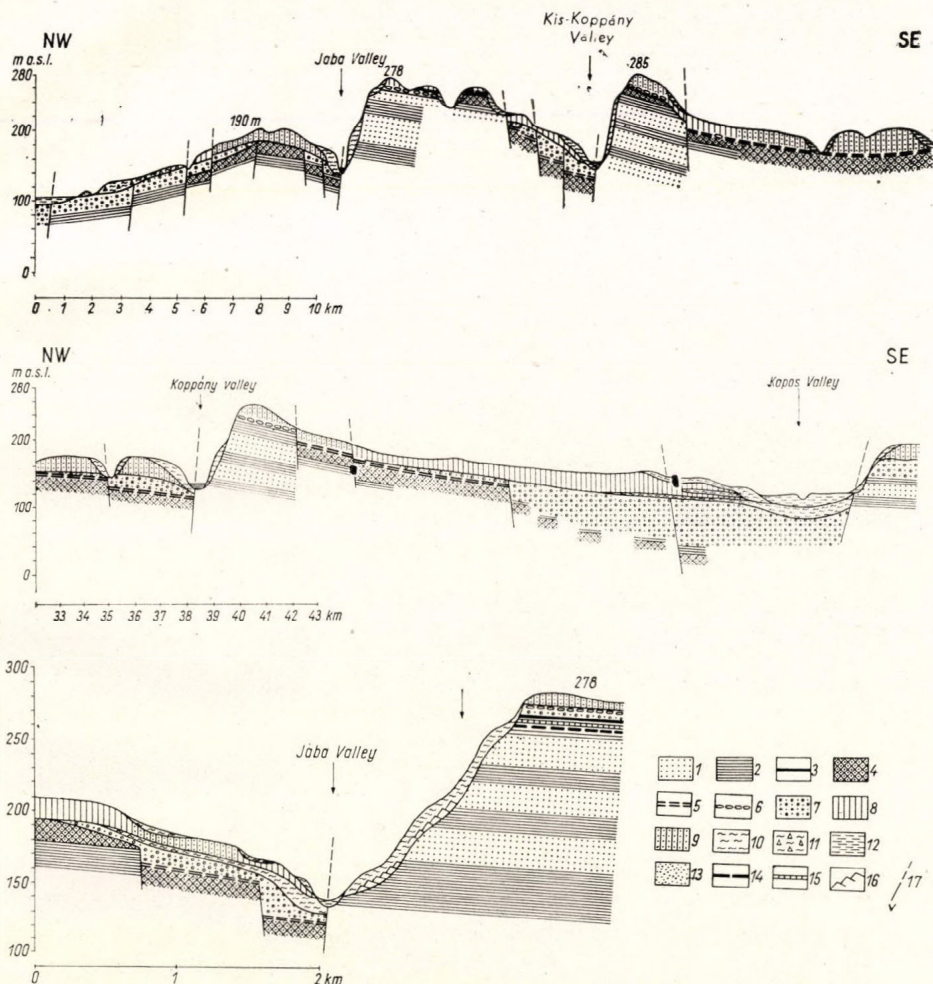 Kis-Koppány
Valley
NW
SE
m a.s.l.
Jaba Valley
278
285
280
200
190 m
100
0
0 1 2 3 4 5 6 7 8 9 10 km
NW
SE
m a.s.l.
Koppány valley
Kapos Valley
280
200
100
0
33 34 35 36 37 38 39 40 41 42 43 km
300
278
250
Jaba Valley
200
150
100
0 1 2 km
1 2 3 4
5 6 7 8
9 10 11 12
13 14 15 16 17